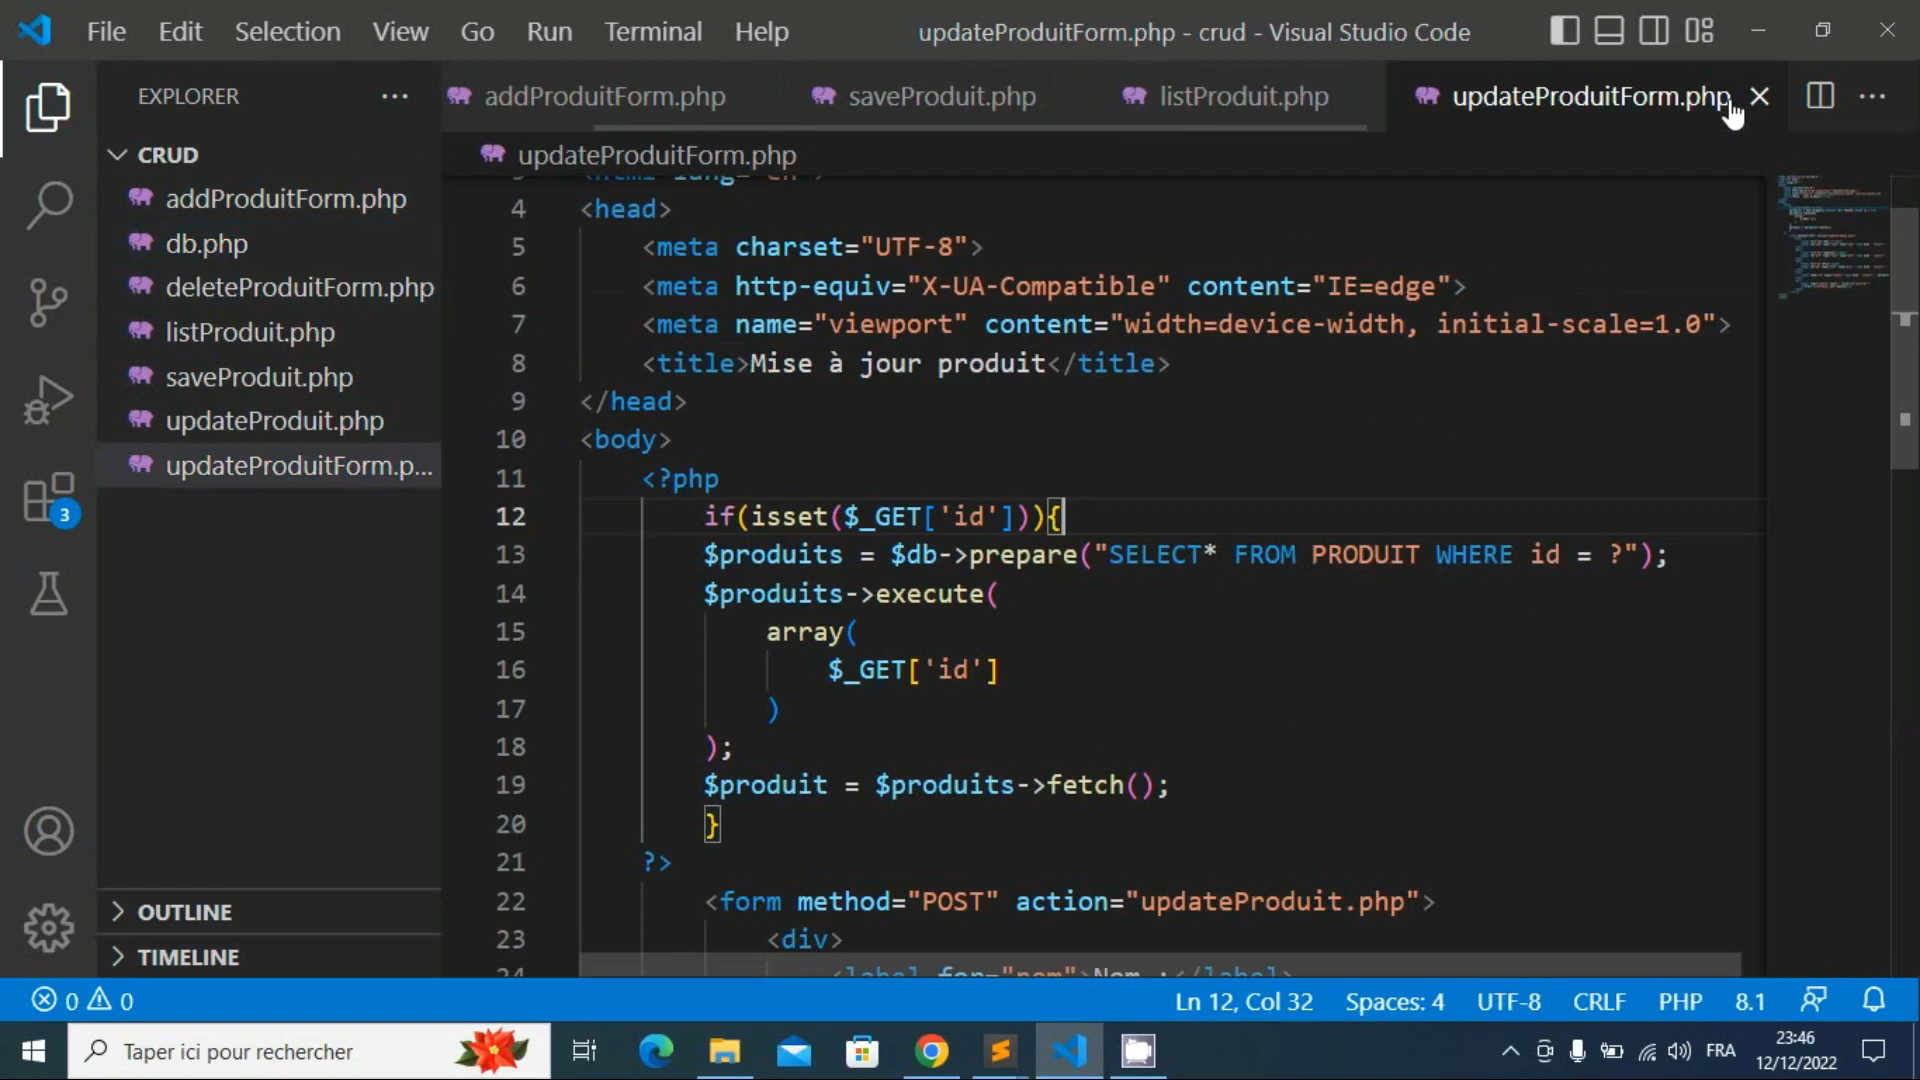 File Edit Selection View Go Run Terminal Help updateProduitForm.php - crud - Visual Studio Code
EXPLORER
addProduitForm.php saveProduit.php listProduit.php updateProduitForm.php
CRUD
updateProduitForm.php
addProduitForm.php
db.php
deleteProduitForm.php
listProduit.php
saveProduit.php
updateProduit.php
updateProduitForm.p...
OUTLINE
TIMELINE
3
4 <head>
5 <meta charset="UTF-8">
6 <meta http-equiv="X-UA-Compatible" content="IE=edge">
7 <meta name="viewport" content="width=device-width, initial-scale=1.0">
8 <title>Mise à jour produit</title>
9 </head>
10 <body>
11 <?php
12 if(isset($_GET['id'])){
13 $produits = $db->prepare("SELECT* FROM PRODUIT WHERE id = ?");
14 $produits->execute(
15 array(
16 $_GET['id']
17 )
18 );
19 $produit = $produits->fetch();
20 }
21 ?>
22 <form method="POST" action="updateProduit.php">
23 <div>
24 <label for="nom">Nom :</label>
0 0
Ln 12, Col 32 Spaces: 4 UTF-8 CRLF PHP 8.1
Taper ici pour rechercher
FRA
23:46
12/12/2022